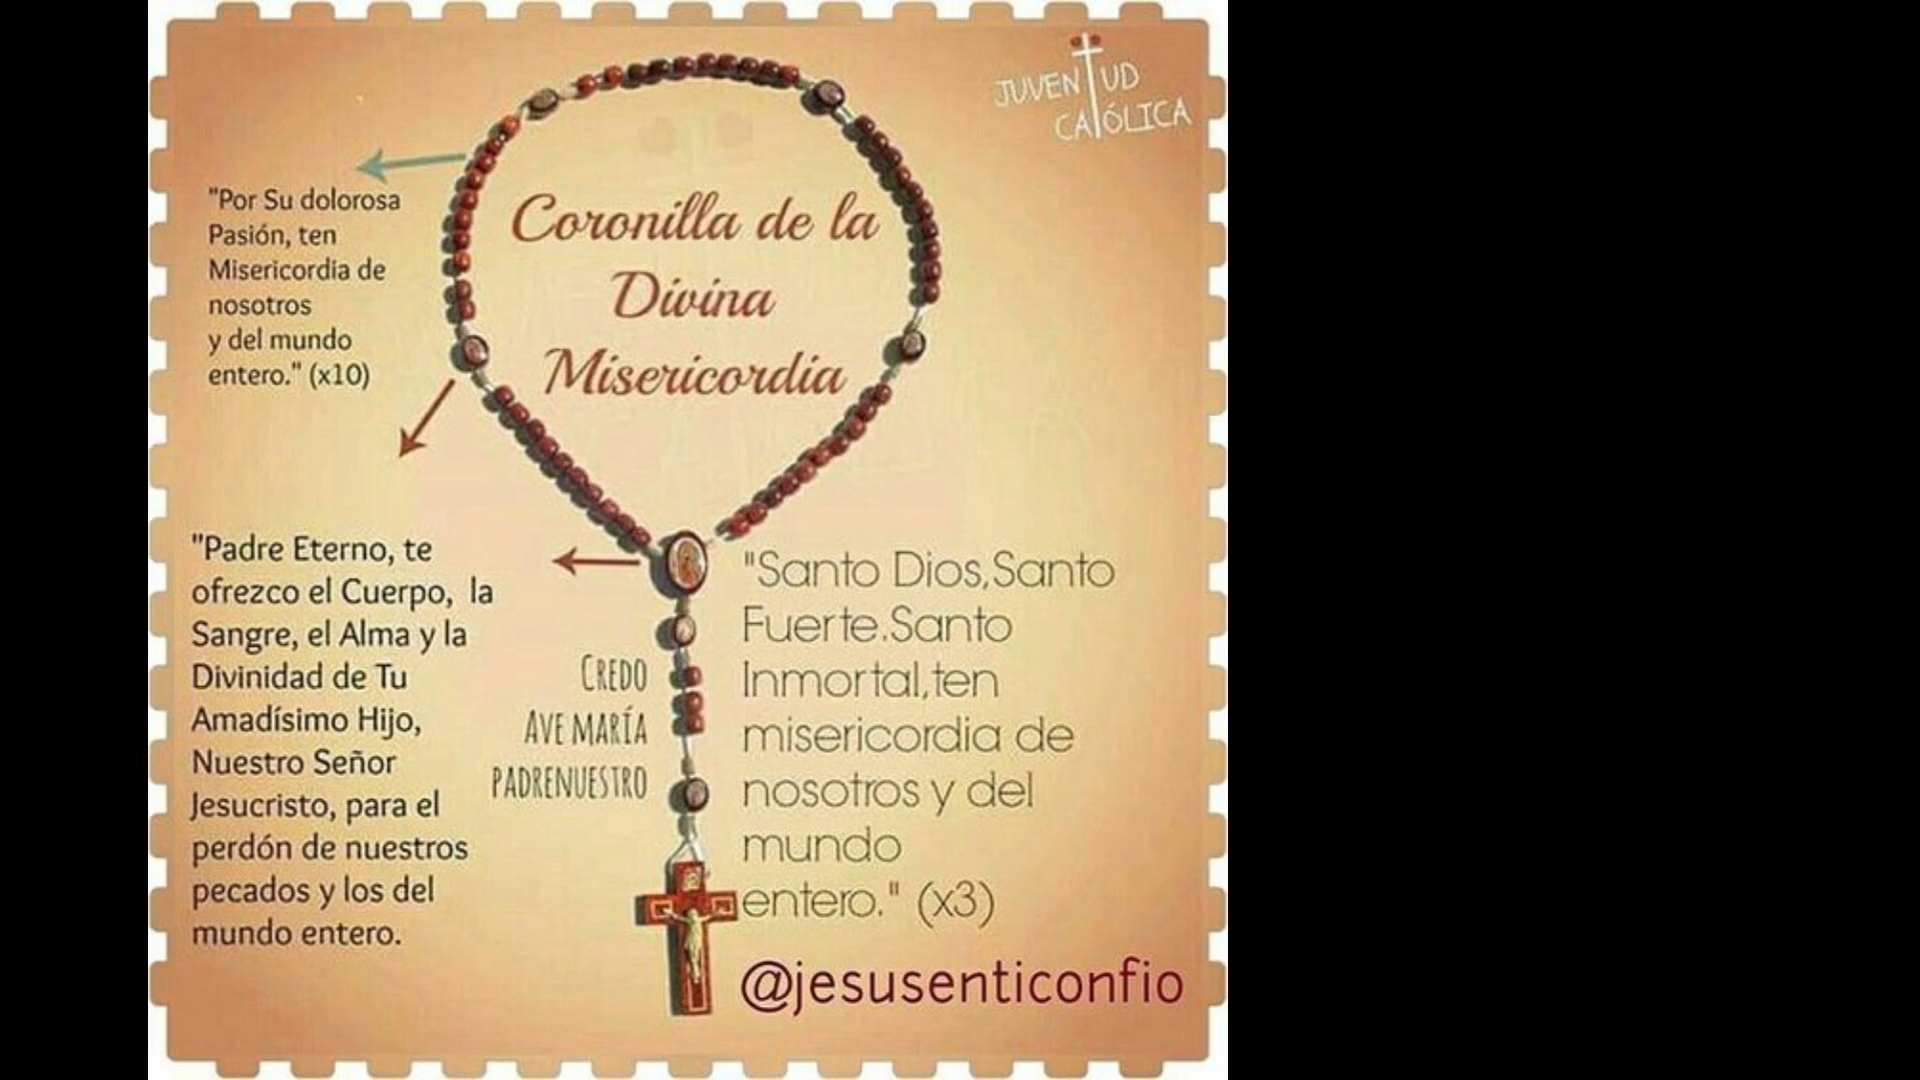 JUVENTUD
CATÓLICA
Coronilla de la
Divina
Misericordia
"Por Su dolorosa
Pasión, ten
Misericordia de
nosotros
y del mundo
entero." (x10)
"Padre Eterno, te
ofrezco el Cuerpo, la
Sangre, el Alma y la
Divinidad de Tu
Amadísimo Hijo,
Nuestro Señor
Jesucristo, para el
perdón de nuestros
pecados y los del
mundo entero.
CREDO
AVE MARÍA
PADRENUESTRO
"Santo Dios,Santo
Fuerte.Santo
Inmortal,ten
misericordia de
nosotros y del
mundo
entero." (x3)
@jesusenticonfio